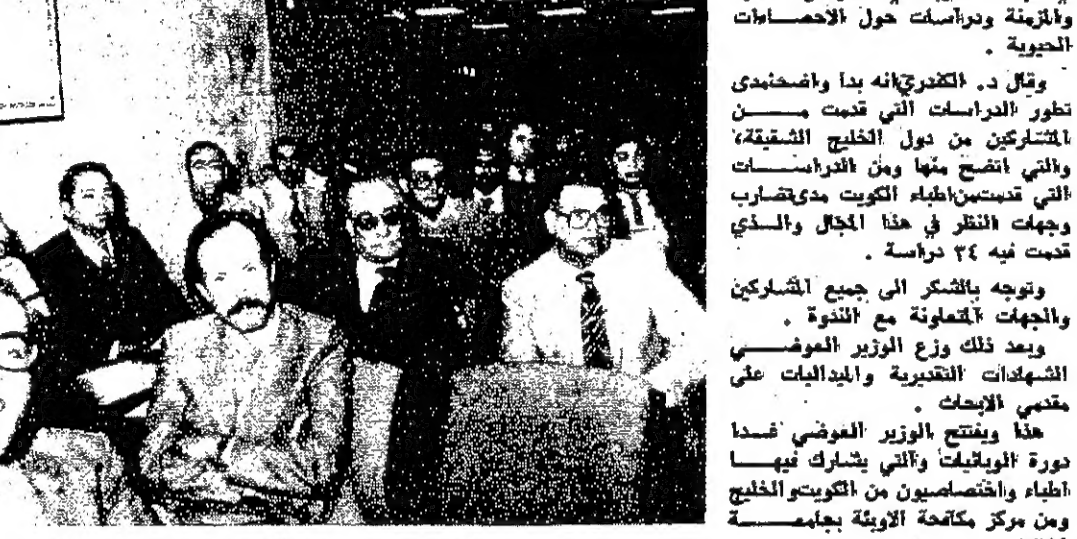 والمزمنة ودراسات حول الاحصاءات
الحيوية .
وقال د. الكندري انه بدا واضحا مدى
تطور الدراسات التي قدمت من
المشاركين من دول الخليج الشقيقة،
والتي اتضح منها ومن الدراسات
التي قدمت من اطباء الكويت مدى تضارب
وجهات النظر في هذا المجال والذي
قدمت فيه ٣٤ دراسة .
وتوجه بالشكر الى جميع المشاركين
والجهات المتعاونة مع الندوة .
وبعد ذلك وزع الوزير العوضي
الشهادات التقديرية والميداليات على
مقدمي الابحاث .
هذا ويفتتح الوزير العوضي غدا
دورة الوبائيات والتي يشارك فيها
اطباء واختصاصيون من الكويت والخليج
ومن مركز مكافحة الاوبئة بجامعة